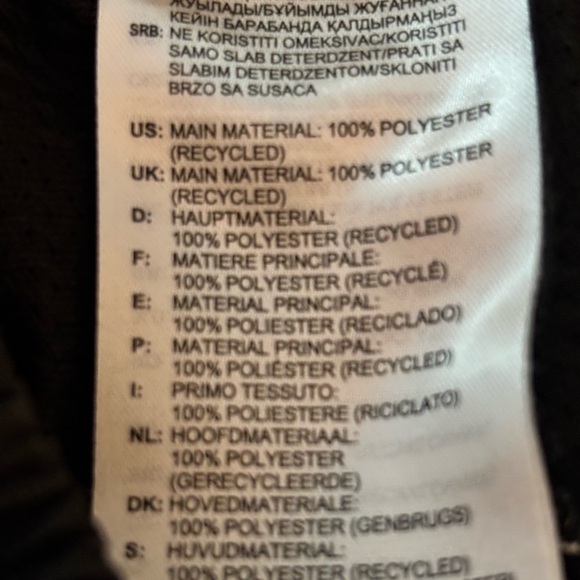 ЖУЫЛАДЫ/БҰЙЫМДЫ ЖУҒАННАН
КЕЙІН БАРАБАНДА ҚАЛДЫРМАҢЫЗ
SRB: NE KORISTITI OMEKSIVAC/KORISTITI
SAMO SLAB DETERDZENT/PRATI SA
SLABIM DETERDZENTOM/SKLONITI
BRZO SA SUSACA
US: MAIN MATERIAL: 100% POLYESTER
(RECYCLED)
UK: MAIN MATERIAL: 100% POLYESTER
(RECYCLED)
D: HAUPTMATERIAL:
100% POLYESTER (RECYCLED)
F: MATIERE PRINCIPALE:
100% POLYESTER (RECYCLÉ)
E: MATERIAL PRINCIPAL:
100% POLIESTER (RECICLADO)
P: MATERIAL PRINCIPAL:
100% POLIÉSTER (RECYCLED)
I: PRIMO TESSUTO:
100% POLIESTERE (RICICLATO)
NL: HOOFDMATERIAAL:
100% POLYESTER
(GERECYCLEERDE)
DK: HOVEDMATERIALE:
100% POLYESTER (GENBRUGS)
S: HUVUDMATERIAL:
100% POLYESTER (RECYCLED)